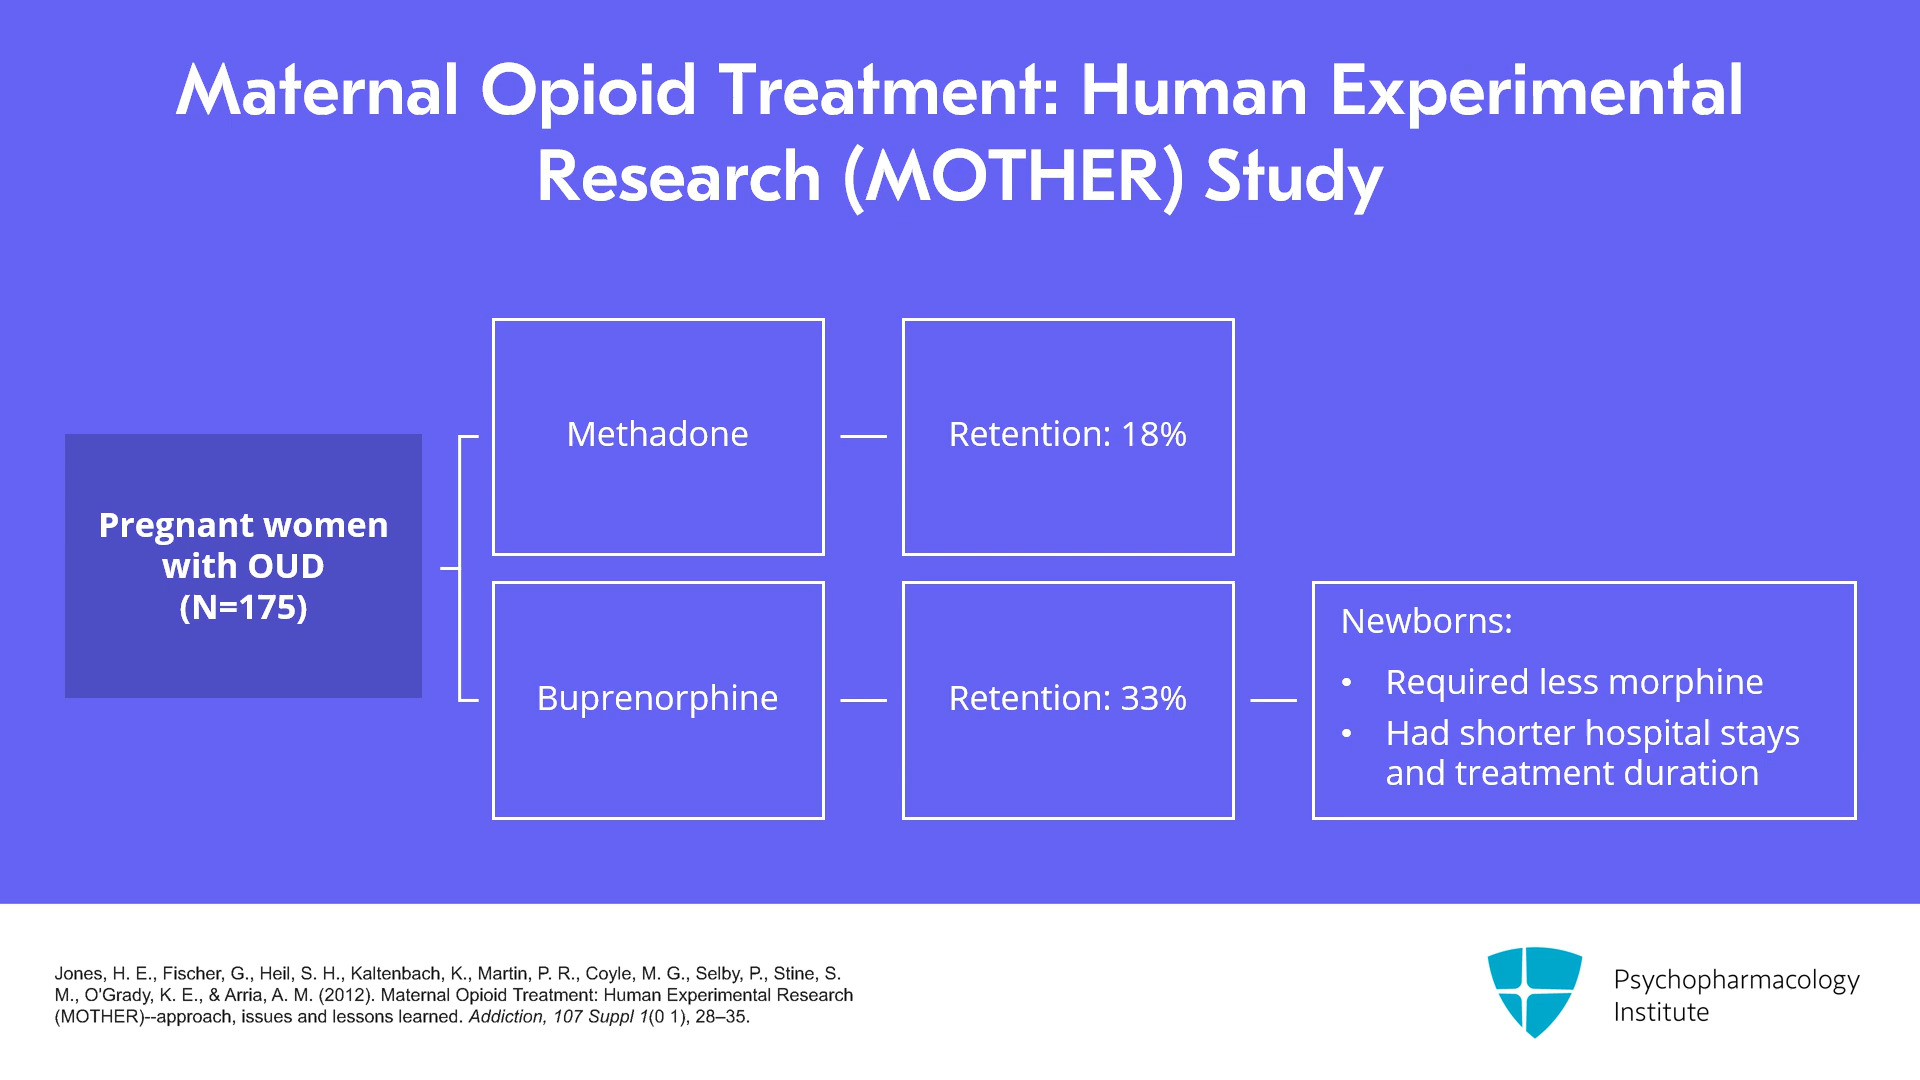 Maternal Opioid Treatment: Human Experimental
Research (MOTHER) Study
Pregnant women
with OUD
(N=175)
Methadone
Retention: 18%
Buprenorphine
Retention: 33%
Newborns:
• Required less morphine
• Had shorter hospital stays
and treatment duration
Jones, H. E., Fischer, G., Heil, S. H., Kaltenbach, K., Martin, P. R., Coyle, M. G., Selby, P., Stine, S.
M., O'Grady, K. E., & Arria, A. M. (2012). Maternal Opioid Treatment: Human Experimental Research
(MOTHER)--approach, issues and lessons learned. Addiction, 107 Suppl 1(0 1), 28–35.
Psychopharmacology
Institute